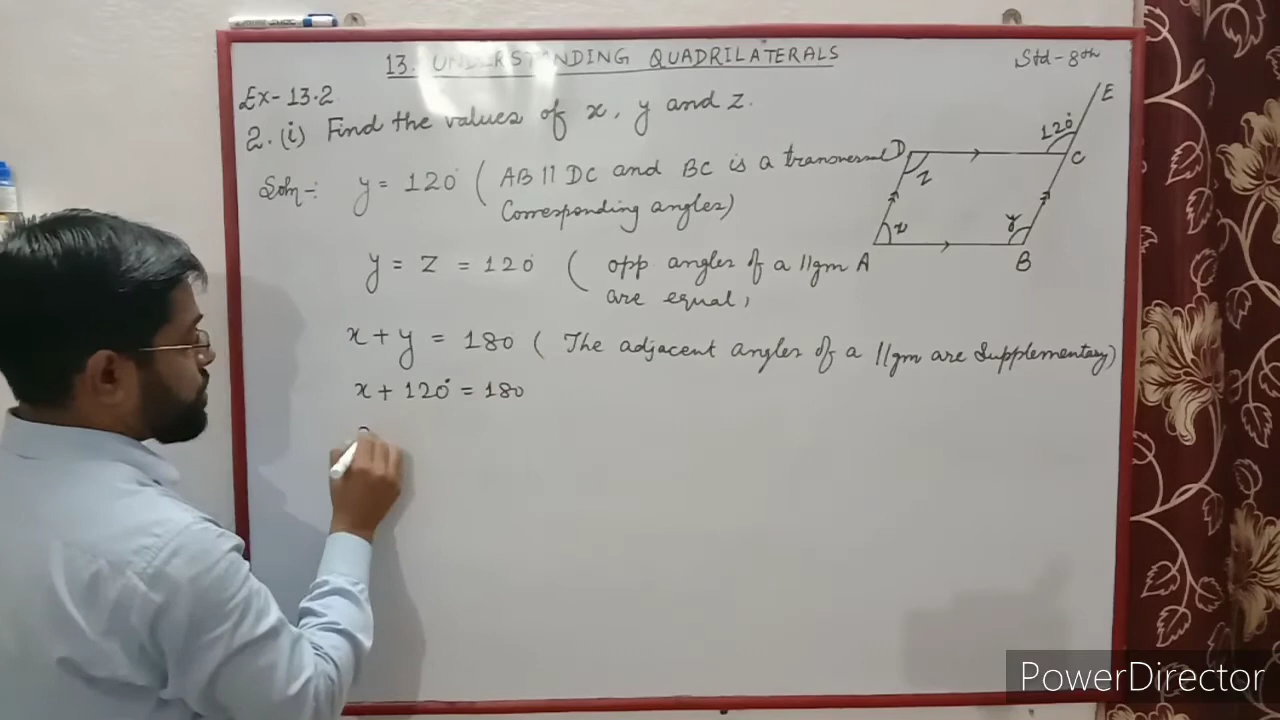 13. UNDERSTANDING QUADRILATERALS
Std-8th
Ex-13.2
2.(i) Find the values of x, y and z.
Soln-: y = 120° ( AB || DC and BC is a transversal
Corresponding angles)
y = z = 120° ( opp. angles of a ||gm
are equal,
x + y = 180 ( The adjacent angles of a ||gm are Supplementary)
x + 120° = 180
E
120°
D
C
z
x
y
A
B
PowerDirector